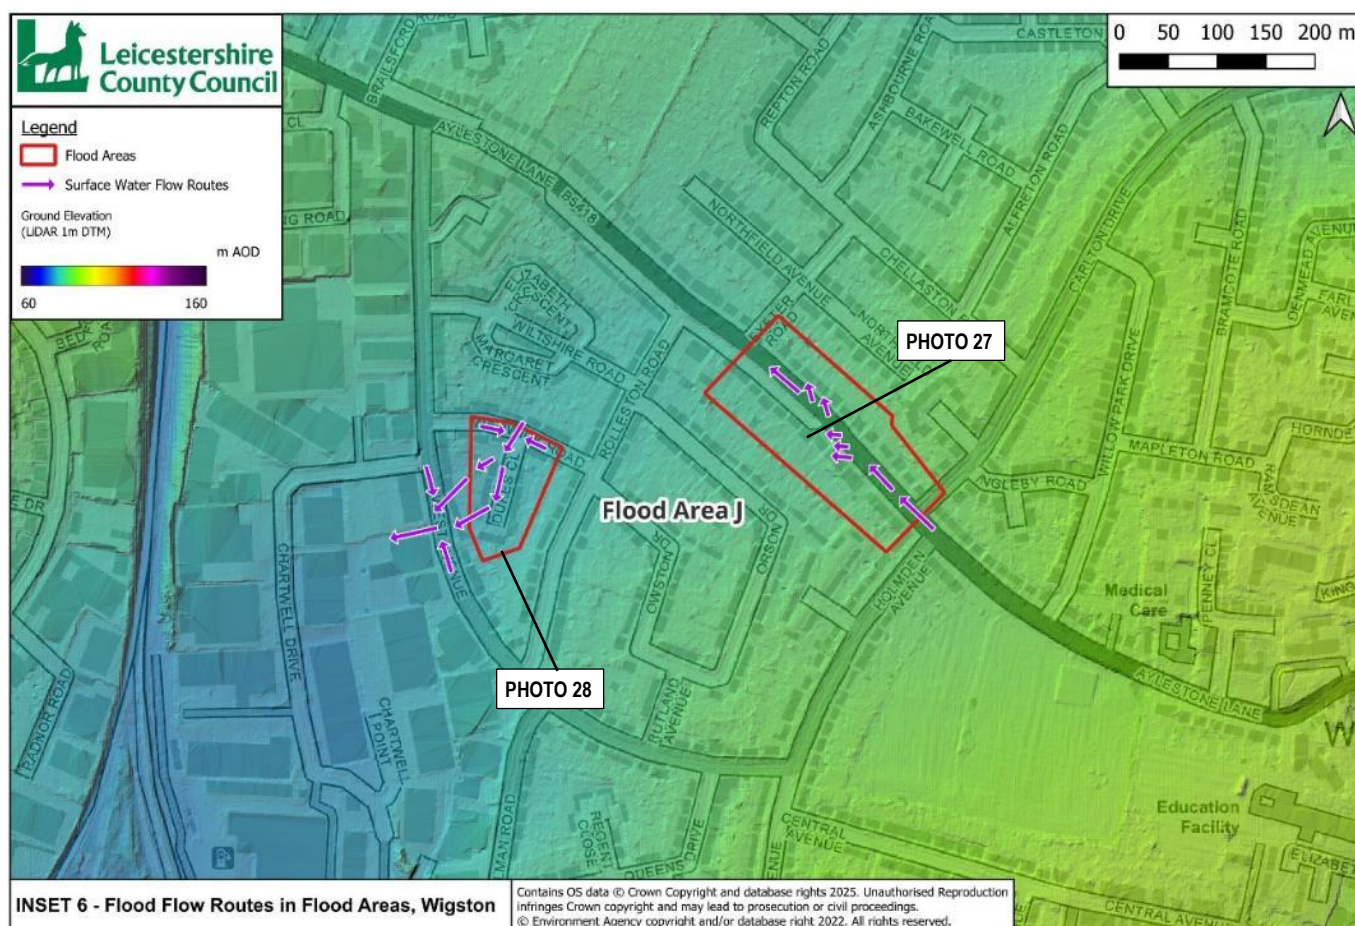 Leicestershire
County Council
Legend
Flood Areas
Surface Water Flow Routes
Ground Elevation
(LiDAR 1m DTM)
m AOD
60
160
0 50 100 150 200 m
BRAILSFORD ROAD
CL
AYLESTONE LANE
B5418
REPTON ROAD
ASHBOURNE
CASTLETON
BAKEWELL ROAD
ALFRETON ROAD
CARLTON DRIVE
BRAMCOTE ROAD
DENMEAD AVENUE
NORTHFIELD AVENUE
CHELLASTON
ROAD
ELIZABETH
CRESCENT
WILTSHIRE ROAD
MARGARET
CRESCENT
ROLLESTON ROAD
ROAD
AVENUE
PHOTO 27
WILLOW PARK DRIVE
MAPLETON ROAD
RAMSDEAN
AVENUE
DUKES CL
ROAD
Flood Area J
OWSTON DR
ORSON DR
HOLMDEN
AVENUE
Medical
Care
PENNEY CL
KING
CHARTWELL DRIVE
PHOTO 28
RUTLAND
AVENUE
AYLESTONE LANE
W
RADNOR ROAD
CHARTWELL
POINT
Education
Facility
CENTRAL
AVENUE
REGENT
CLOSE
QUEENS DRIVE
ELIZABET
CENTRAL AVENUE
INSET 6 - Flood Flow Routes in Flood Areas, Wigston
Contains OS data © Crown Copyright and database rights 2025. Unauthorised Reproduction
infringes Crown copyright and may lead to prosecution or civil proceedings.
© Environment Agency copyright and/or database right 2022. All rights reserved.